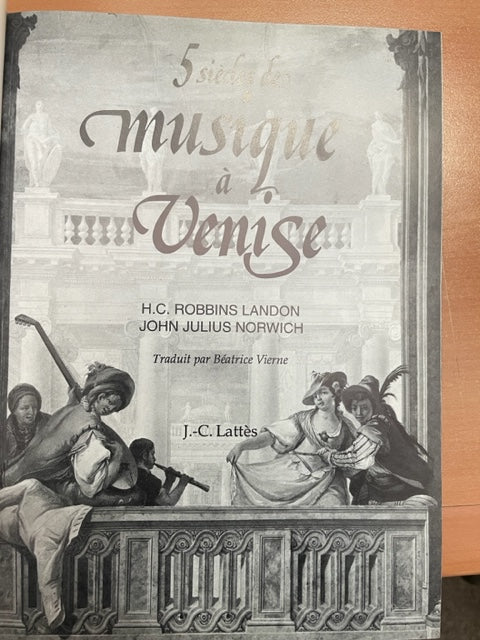 5 siècles de
musique
à
Venise
H.C. ROBBINS LANDON
JOHN JULIUS NORWICH
Traduit par Béatrice Vierne
J.-C. Lattès